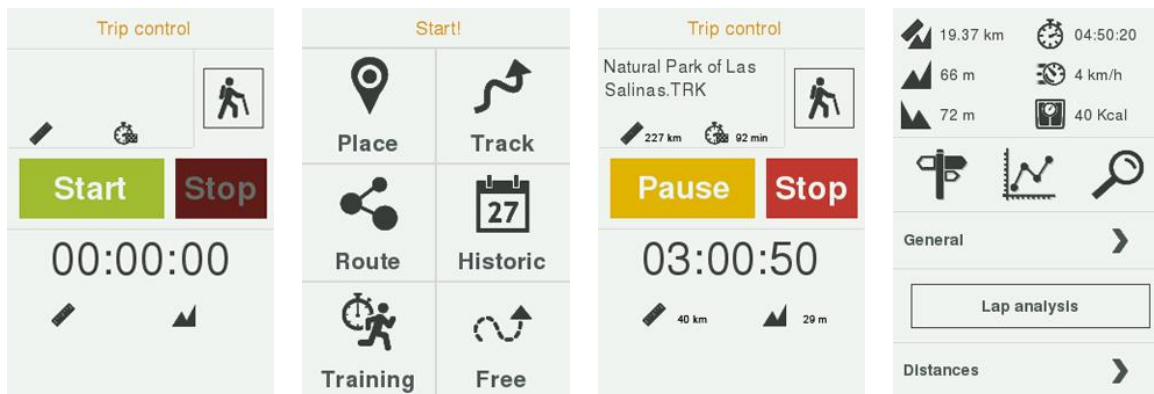 Trip control
Start Stop
00:00:00
Start!
Place Track
27
Route Historic
Training Free
Trip control
Natural Park of Las
Salinas.TRK
227 km 92 min
Pause Stop
03:00:50
40 km 29 m
19.37 km 04:50:20
66 m 4 km/h
72 m 40 Kcal
General
Lap analysis
Distances